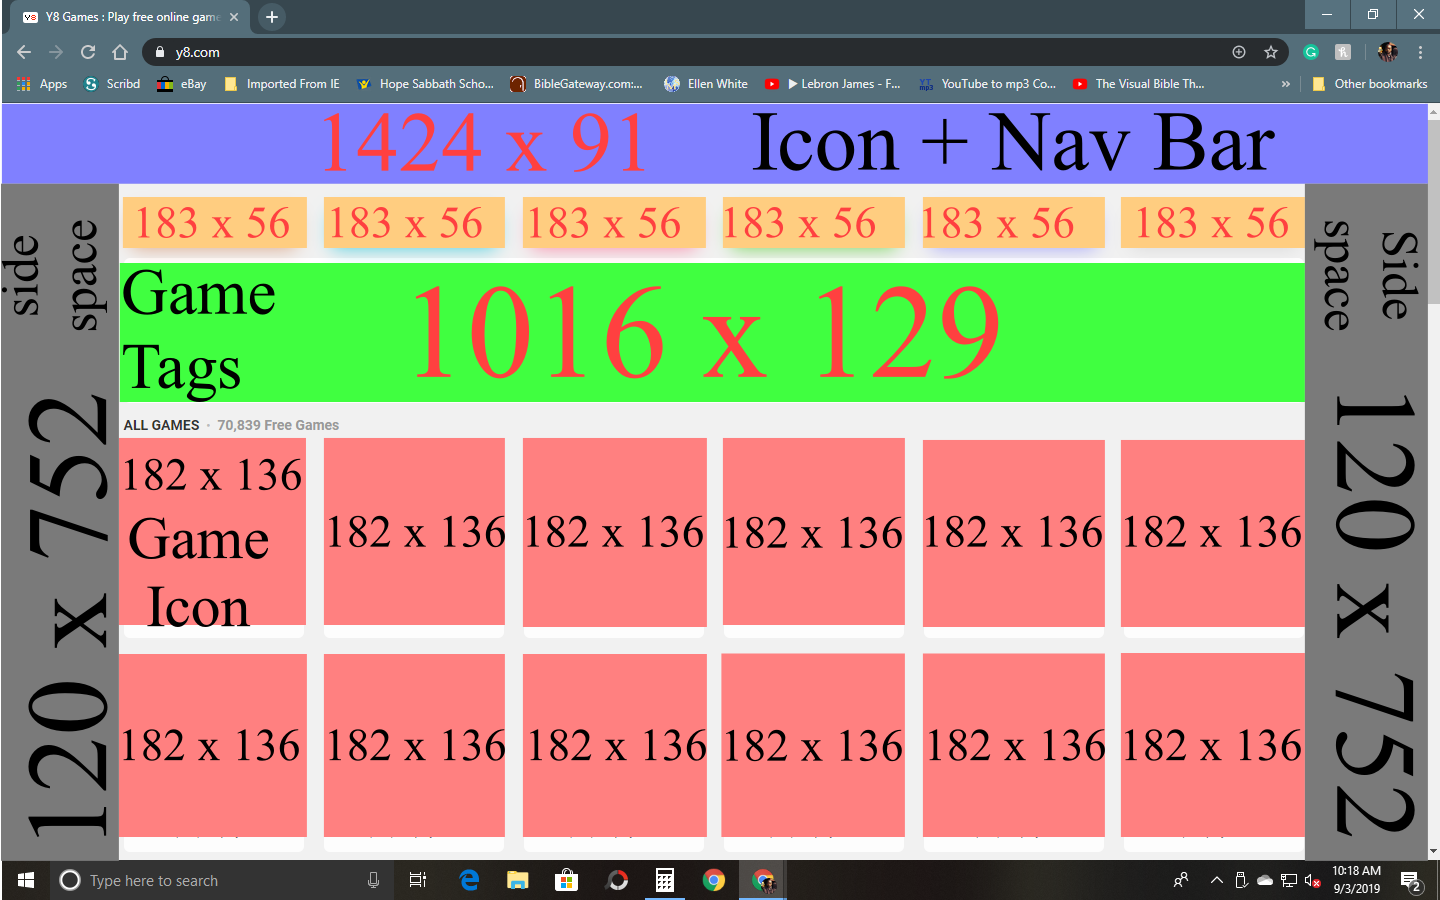 Y8 Games : Play free online game
y8.com
Apps
Scribd
eBay
Imported From IE
Hope Sabbath Scho...
BibleGateway.com:...
Ellen White
▶ Lebron James - F...
YouTube to mp3 Co...
The Visual Bible Th...
»
Other bookmarks
1424 x 91
Icon + Nav Bar
side
space
183 x 56
183 x 56
183 x 56
183 x 56
183 x 56
183 x 56
Side
space
Game
Tags
1016 x 129
120 x 752
120 x 752
ALL GAMES · 70,839 Free Games
182 x 136
Game
Icon
182 x 136
182 x 136
182 x 136
182 x 136
182 x 136
182 x 136
182 x 136
182 x 136
182 x 136
182 x 136
182 x 136
Type here to search
10:18 AM
9/3/2019
2